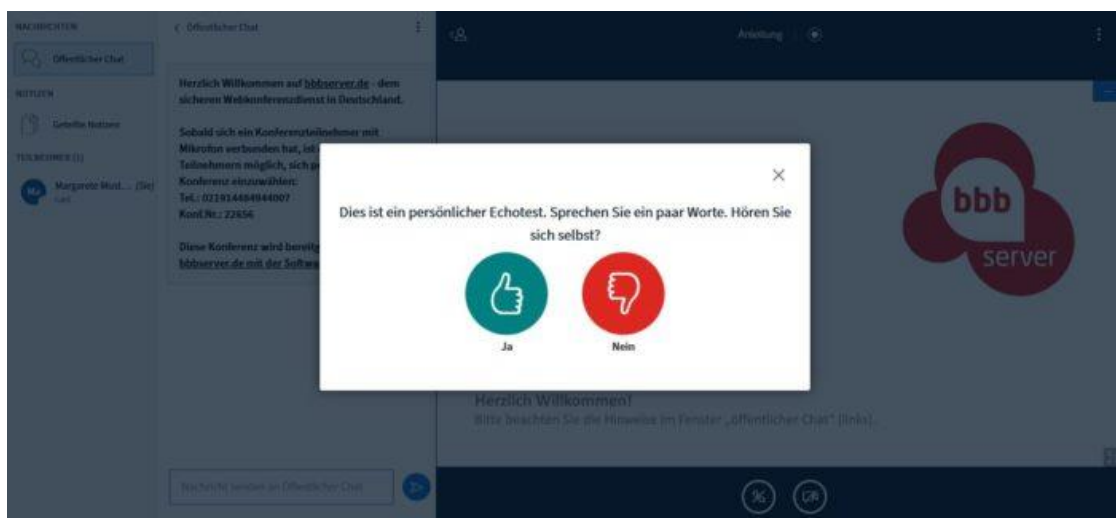 NACHRICHTEN
Öffentlicher Chat
NOTIZEN
Geteilte Notizen
TEILNEHMER (1)
Margarete Must... (Sie)
Öffentlicher Chat
Herzlich Willkommen auf bbbserver.de - dem
sicheren Webkonferenzdienst in Deutschland.
Sobald sich ein Konferenzteilnehmer mit
Mikrofon verbunden hat, ist
Teilnehmern möglich, sich
Konferenz einzuwählen:
Tel.:
Konf.Nr.: 22656
Diese Konferenz wird
bbbserver.de mit der
Nachricht senden an Öffentlicher Chat
Anleitung
Dies ist ein persönlicher Echotest. Sprechen Sie ein paar Worte. Hören Sie
sich selbst?
Ja
Nein
bbb
server
Herzlich Willkommen!
Bitte beachten Sie die Hinweise im Fenster „öffentlicher Chat" (links).